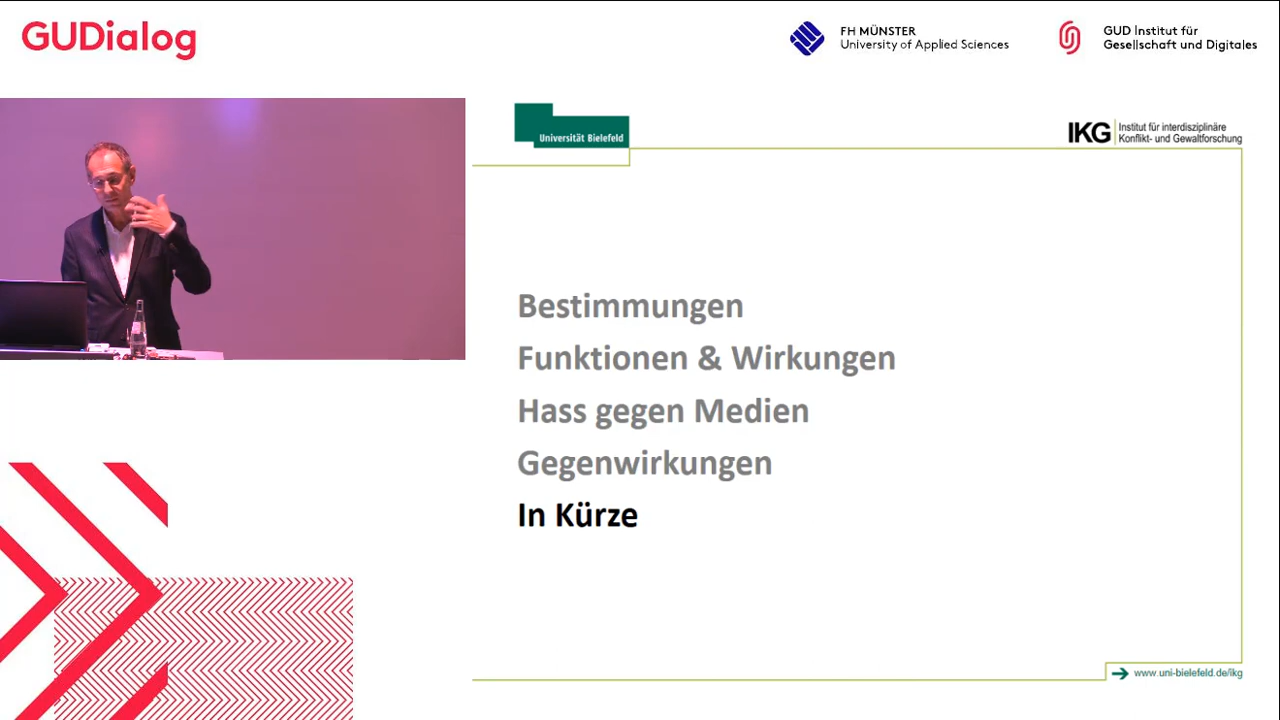 GUDialog
FH MÜNSTER
University of Applied Sciences
GUD Institut für
Gesellschaft und Digitales
Universität Bielefeld
IKG
Institut für interdisziplinäre
Konflikt- und Gewaltforschung
Bestimmungen
Funktionen & Wirkungen
Hass gegen Medien
Gegenwirkungen
In Kürze
www.uni-bielefeld.de/ikg